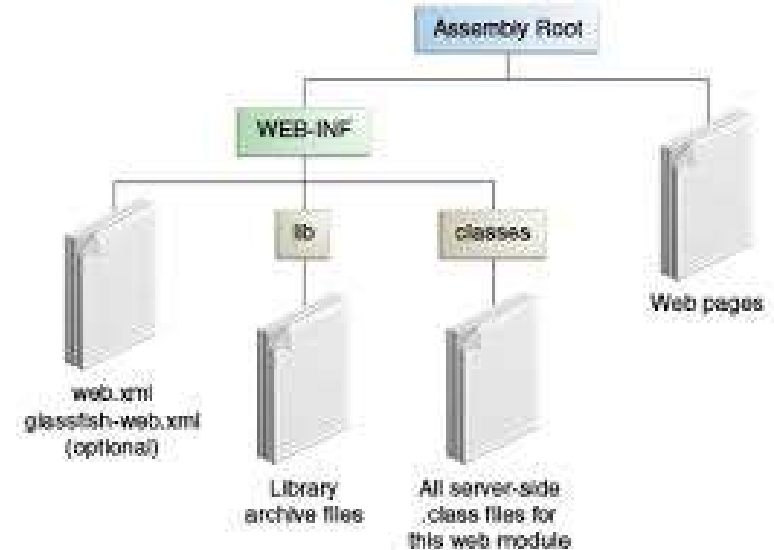 Assembly Root
WEB-INF
lib
classes
Web pages
web.xml
glassfish-web.xml
(optional)
Library
archive files
All server-side
class files for
this web module